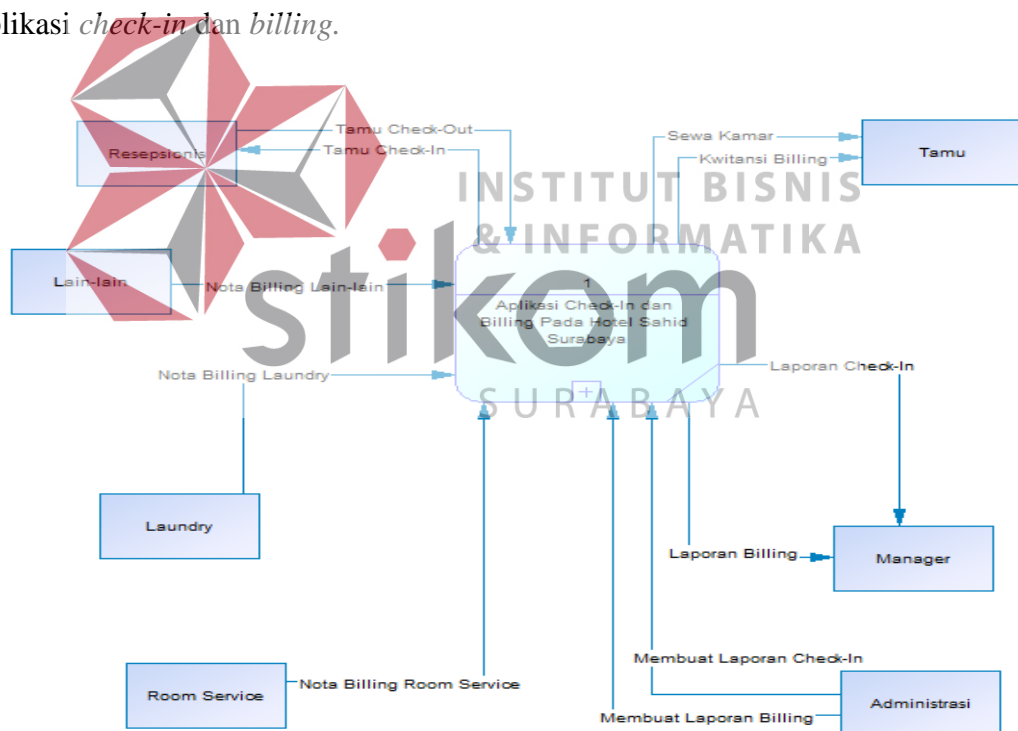 plikasi check-in dan billing.
Tamu Check-Out
Tamu Check-In
Resepsionis
Sewa Kamar
Kwitansi Billing
Tamu
INSTITUT BISNIS
& INFORMATIKA
stikom
SURABAYA
Lain-lain
Nota Billing Lain-lain
1
Aplikasi Check-In dan
Billing Pada Hotel Sahid
Surabaya
+
Nota Billing Laundry
Laporan Check-In
Laundry
Laporan Billing
Manager
Membuat Laporan Check-In
Room Service
Nota Billing Room Service
Administrasi
Membuat Laporan Billing